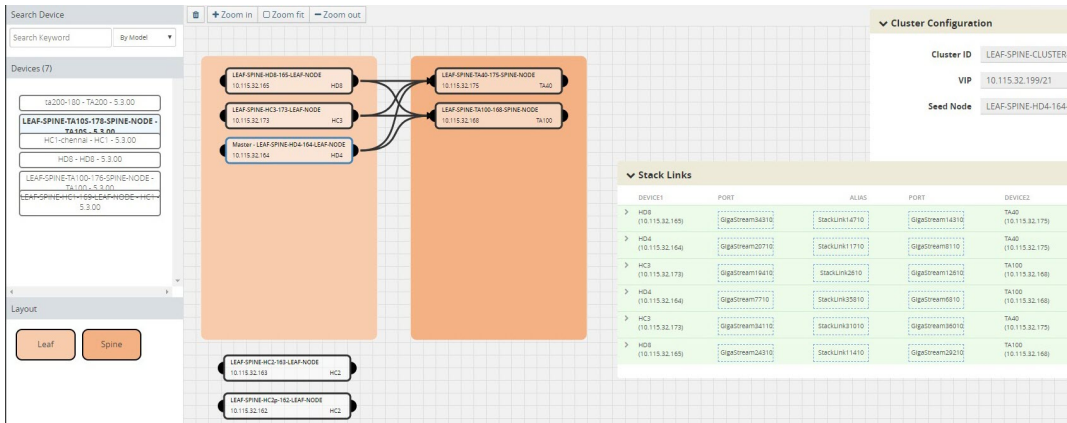 Search Device
Search Keyword By Model
Devices (7)
ta200-180 - TA200 - 5.3.00
LEAF-SPINE-TA10S-178-SPINE-NODE -
TA10S - 5.3.00
HC1-chennai - HC1 - 5.3.00
HD8 - HD8 - 5.3.00
LEAF-SPINE-TA100-176-SPINE-NODE -
TA100 - 5.3.00
LEAF-SPINE-HC1-169-LEAF-NODE - HC1 -
5.3.00
Layout
Leaf Spine
Zoom in Zoom fit Zoom out
LEAF-SPINE-HD8-165-LEAF-NODE
10.115.32.165 HD8
LEAF-SPINE-HC3-173-LEAF-NODE
10.115.32.173 HC3
Master - LEAF-SPINE-HD4-164-LEAF-NODE
10.115.32.164 HD4
LEAF-SPINE-TA40-175-SPINE-NODE
10.115.32.175 TA40
LEAF-SPINE-TA100-168-SPINE-NODE
10.115.32.168 TA100
LEAF-SPINE-HC2-163-LEAF-NODE
10.115.32.163 HC2
LEAF-SPINE-HC2p-162-LEAF-NODE
10.115.32.162 HC2
Cluster Configuration
Cluster ID LEAF-SPINE-CLUSTER
VIP 10.115.32.199/21
Seed Node LEAF-SPINE-HD4-164-
Stack Links
DEVICE1 PORT ALIAS PORT DEVICE2
HD8 GigaStream34310 StackLink14710 GigaStream14310 TA40
(10.115.32.165) (10.115.32.175)
HD4 GigaStream20710 StackLink11710 GigaStream8110 TA40
(10.115.32.164) (10.115.32.175)
HC3 GigaStream19410 StackLink2610 GigaStream12610 TA100
(10.115.32.173) (10.115.32.168)
HD4 GigaStream7710 StackLink35810 GigaStream6810 TA100
(10.115.32.164) (10.115.32.168)
HC3 GigaStream34110 StackLink31010 GigaStream36010 TA40
(10.115.32.173) (10.115.32.175)
HD8 GigaStream24310 StackLink11410 GigaStream29210 TA100
(10.115.32.165) (10.115.32.168)